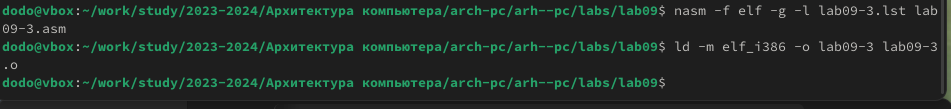 dodo@vbox:~/work/study/2023-2024/Архитектура компьютера/arch-pc/arh--pc/labs/lab09$ nasm -f elf -g -l lab09-3.lst lab
09-3.asm
dodo@vbox:~/work/study/2023-2024/Архитектура компьютера/arch-pc/arh--pc/labs/lab09$ ld -m elf_i386 -o lab09-3 lab09-3
.o
dodo@vbox:~/work/study/2023-2024/Архитектура компьютера/arch-pc/arh--pc/labs/lab09$